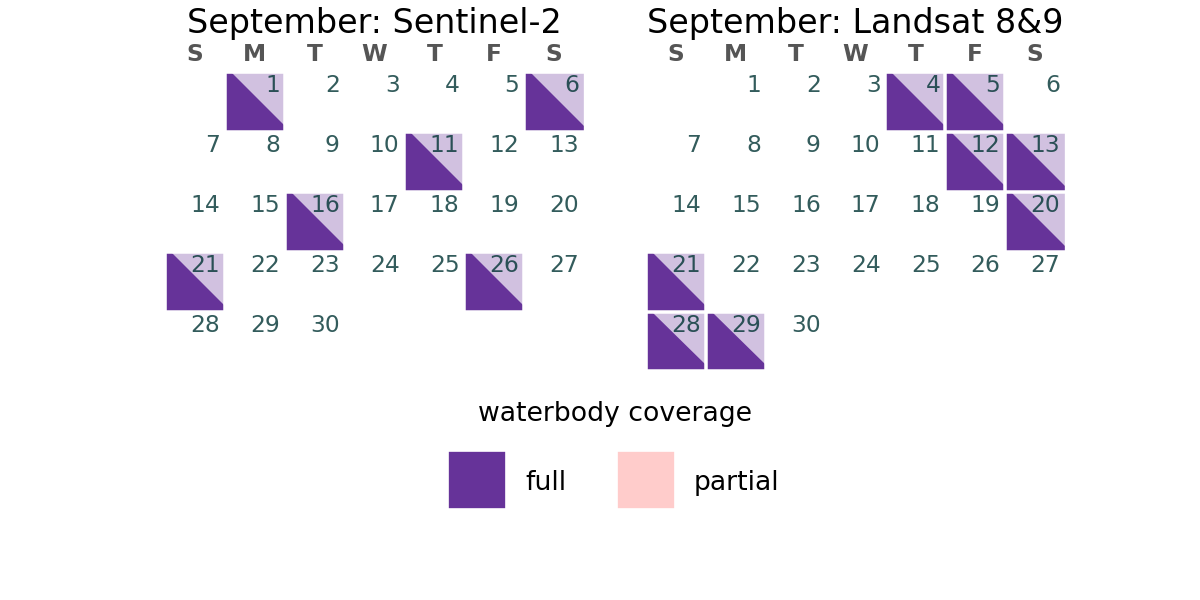 September: Sentinel-2
S M T W T F S
1 2 3 4 5 6
7 8 9 10 11 12 13
14 15 16 17 18 19 20
21 22 23 24 25 26 27
28 29 30
September: Landsat 8&9
S M T W T F S
1 2 3 4 5 6
7 8 9 10 11 12 13
14 15 16 17 18 19 20
21 22 23 24 25 26 27
28 29 30
waterbody coverage
full partial